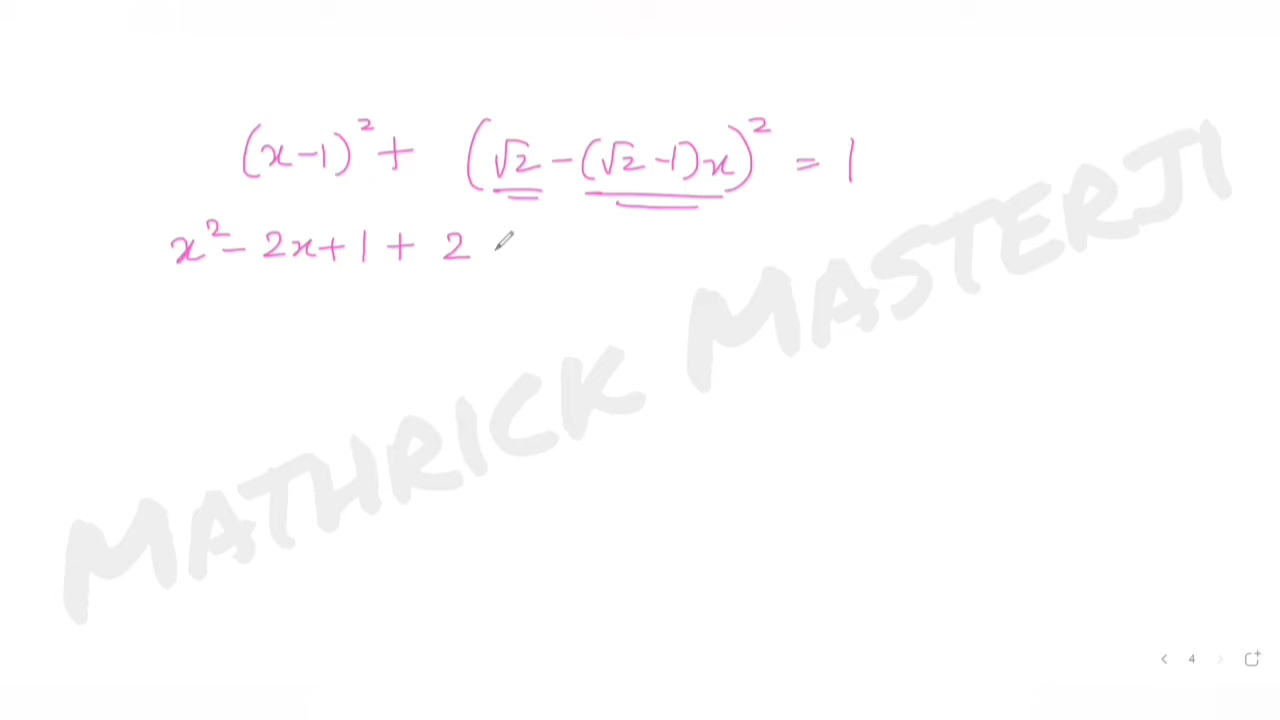 (x-1)² + (√2 - (√2 -1)x)² = 1
x² - 2x + 1 + 2
MATHRICK MASTERJI
< 4 >